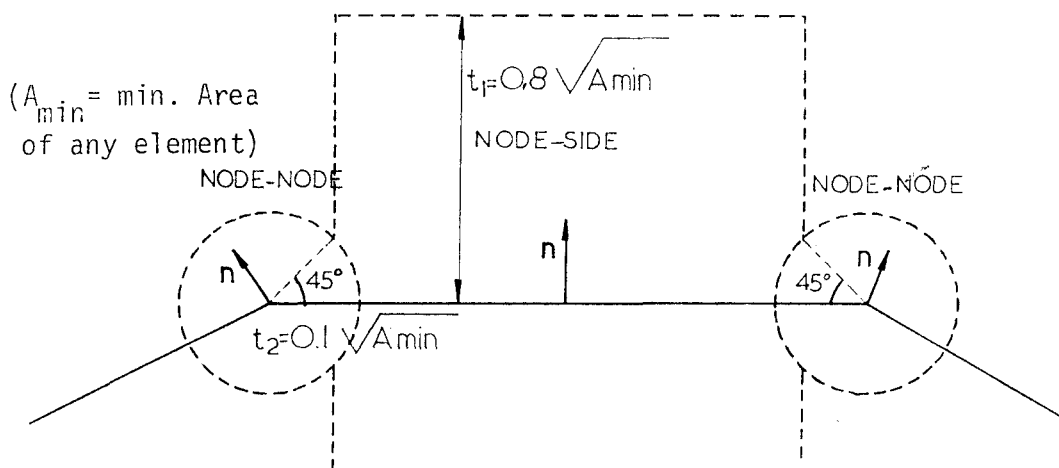 t₁=0,8 √Amin
(A_min = min. Area
of any element)
NODE-SIDE
NODE-NODE
NODE-NODE
n
n
n
45°
45°
t₂=0.1 √Amin